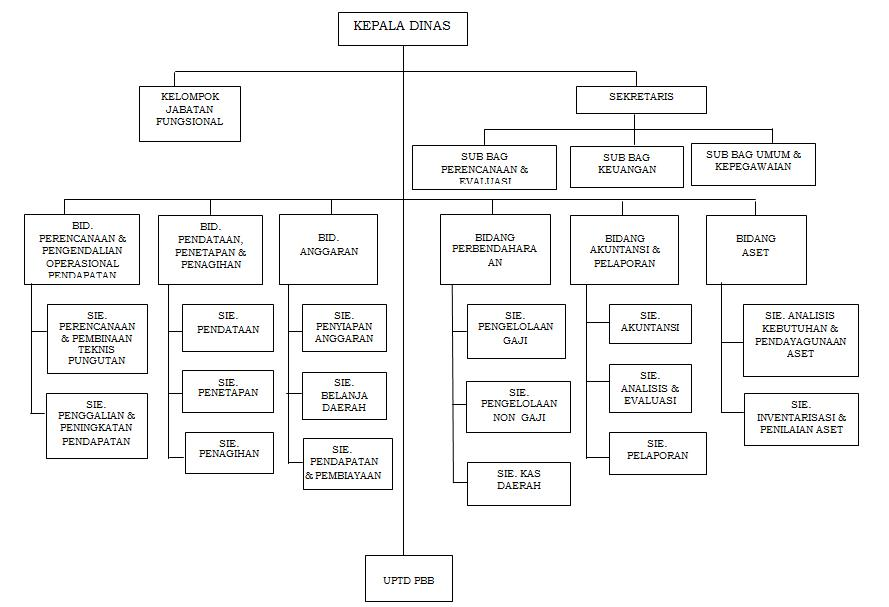 KEPALA DINAS
KELOMPOK
JABATAN
FUNGSIONAL
SEKRETARIS
SUB BAG
PERENCANAAN &
EVALUASI
SUB BAG
KEUANGAN
SUB BAG UMUM &
KEPEGAWAIAN
BID.
PERENCANAAN &
PENGENDALIAN
OPERASIONAL
PENDAPATAN
BID.
PENDATAAN,
PENETAPAN &
PENAGIHAN
BID.
ANGGARAN
BIDANG
PERBENDAHARA
AN
BIDANG
AKUNTANSI &
PELAPORAN
BIDANG
ASET
SIE.
PERENCANAAN
& PEMBINAAN
TEKNIS
PUNGUTAN
SIE.
PENGGALIAN &
PENINGKATAN
PENDAPATAN
SIE.
PENDATAAN
SIE.
PENETAPAN
SIE.
PENAGIHAN
SIE.
PENYIAPAN
ANGGARAN
SIE.
BELANJA
DAERAH
SIE.
PENDAPATAN
& PEMBIAYAAN
SIE.
PENGELOLAAN
GAJI
SIE.
PENGELOLAAN
NON GAJI
SIE. KAS
DAERAH
SIE.
AKUNTANSI
SIE.
ANALISIS &
EVALUASI
SIE.
PELAPORAN
SIE. ANALISIS
KEBUTUHAN &
PENDAYAGUNAAN
ASET
SIE.
INVENTARISASI &
PENILAIAN ASET
UPTD PBB